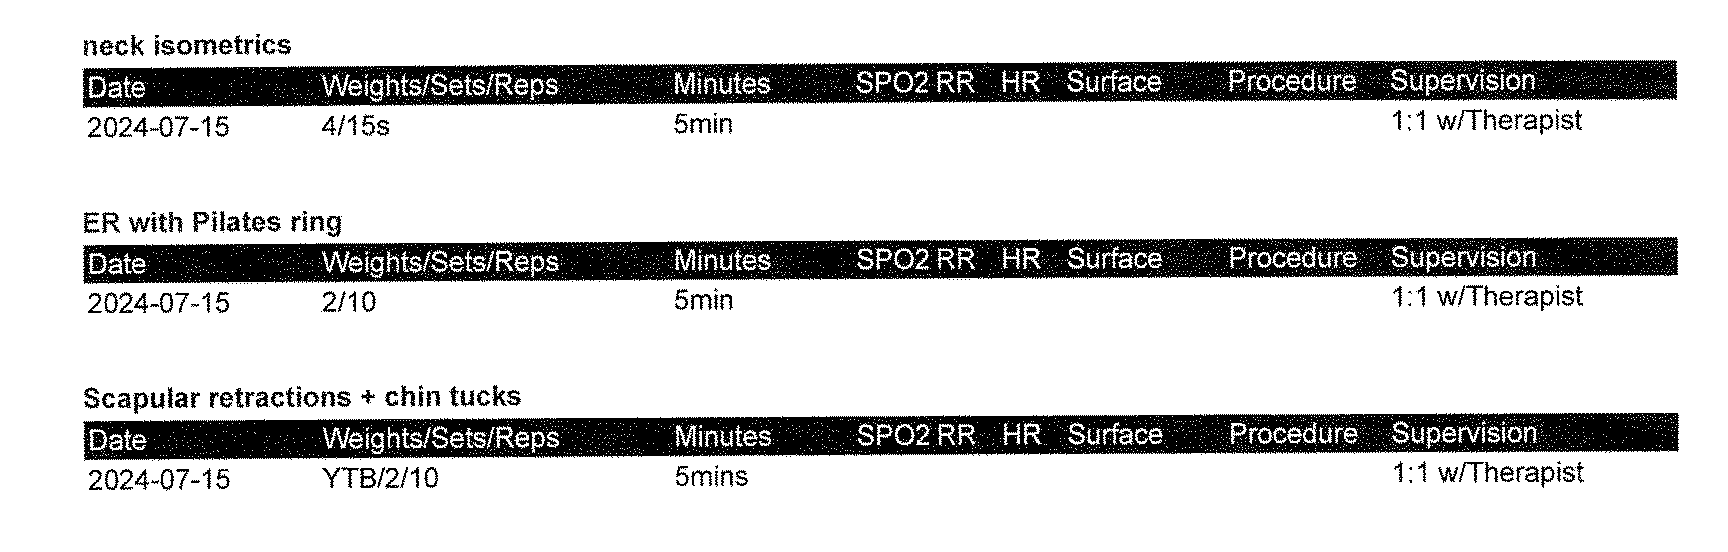 neck isometrics
Date Weights/Sets/Reps Minutes SPO2 RR HR Surface Procedure Supervision
2024-07-15 4/15s 5min 1:1 w/Therapist
ER with Pilates ring
Date Weights/Sets/Reps Minutes SPO2 RR HR Surface Procedure Supervision
2024-07-15 2/10 5min 1:1 w/Therapist
Scapular retractions + chin tucks
Date Weights/Sets/Reps Minutes SPO2 RR HR Surface Procedure Supervision
2024-07-15 YTB/2/10 5mins 1:1 w/Therapist